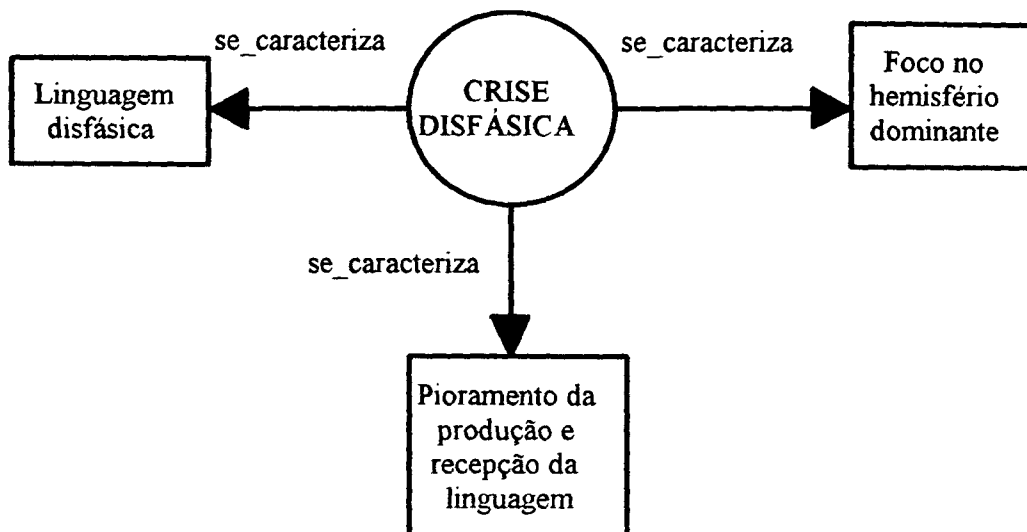 se_caracteriza
se_caracteriza
Linguagem
disfásica
CRISE
DISFÁSICA
Foco no
hemisfério
dominante
se_caracteriza
Pioramento da
produção e
recepção da
linguagem